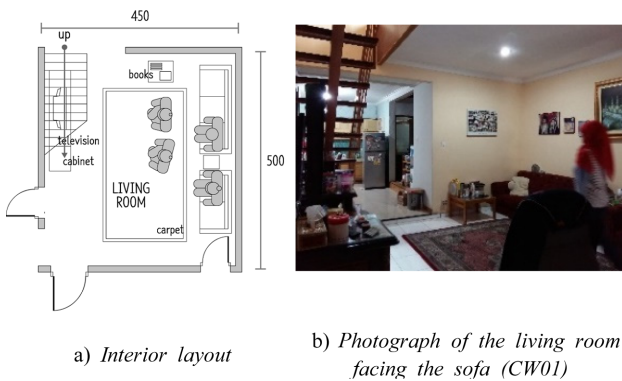 450
up
books
television
cabinet
500
LIVING
ROOM
carpet
a) Interior layout
b) Photograph of the living room
facing the sofa (CW01)